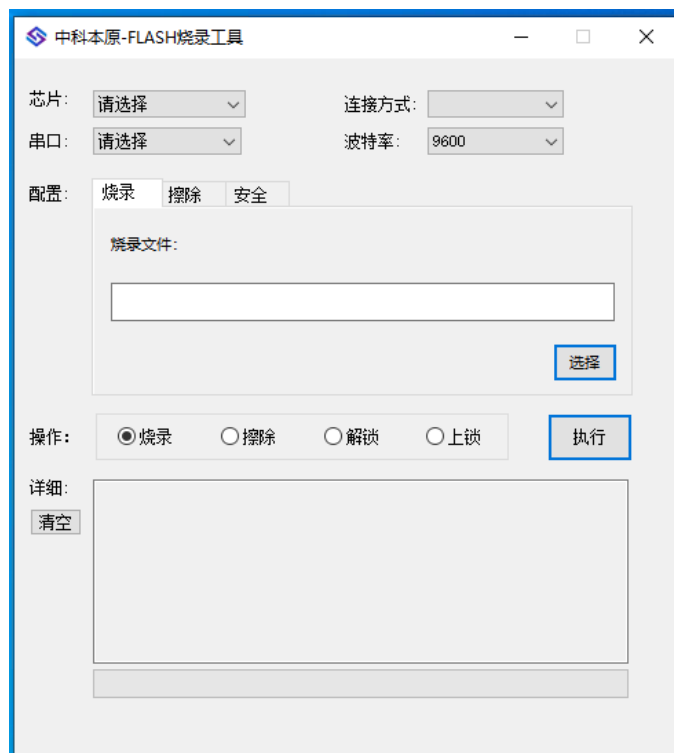 中科本原-FLASH烧录工具
芯片: 请选择 连接方式:
串口: 请选择 波特率: 9600
配置: 烧录 擦除 安全
烧录文件:
选择
操作: 烧录 擦除 解锁 上锁 执行
详细:
清空